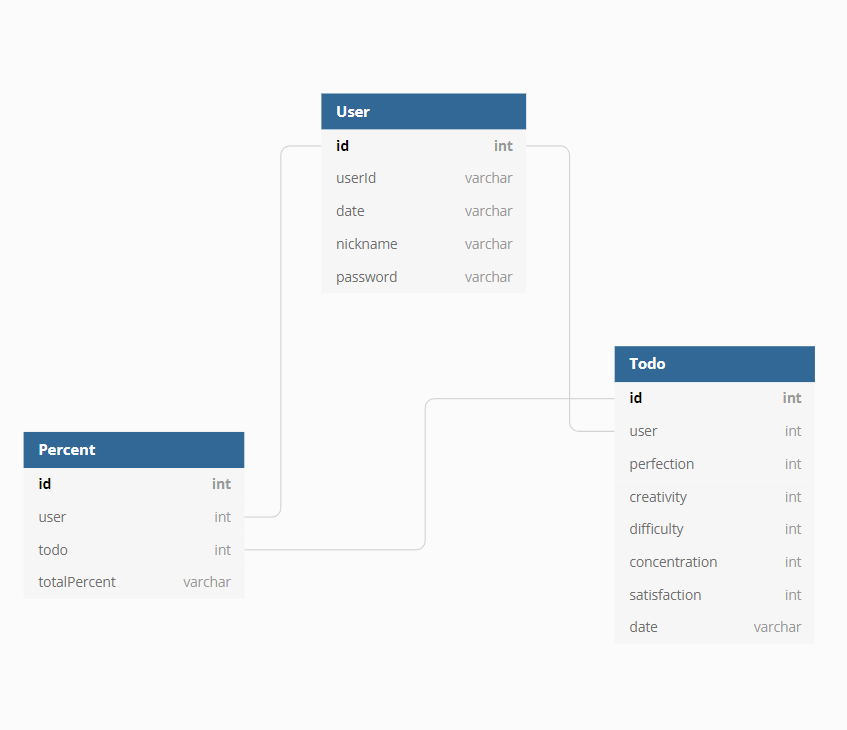 User
id int
userId varchar
date varchar
nickname varchar
password varchar
Todo
id int
user int
perfection int
creativity int
difficulty int
concentration int
satisfaction int
date varchar
Percent
id int
user int
todo int
totalPercent varchar